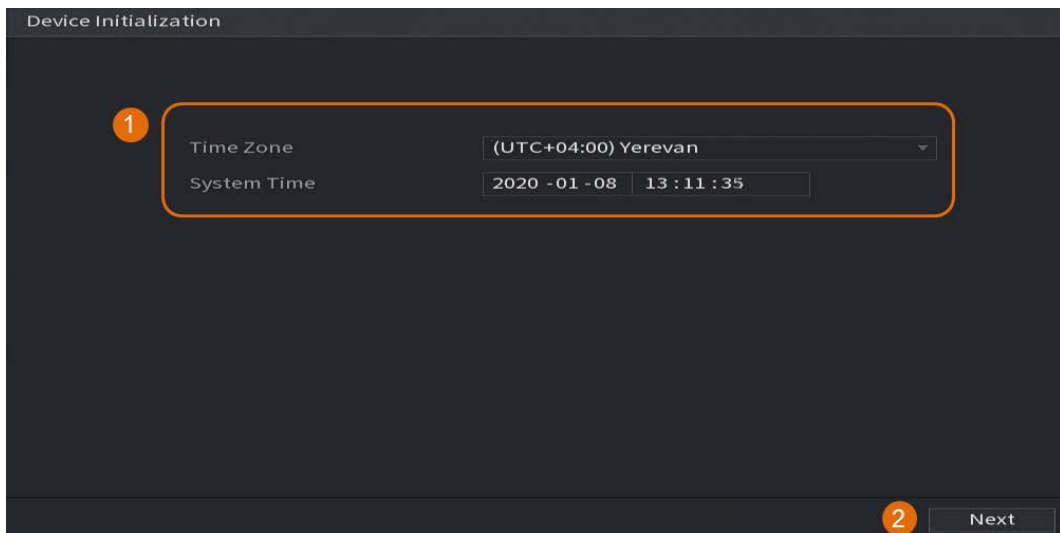 Device Initialization
1
Time Zone (UTC+04:00) Yerevan
System Time 2020 -01 -08 13 : 11 : 35
2 Next